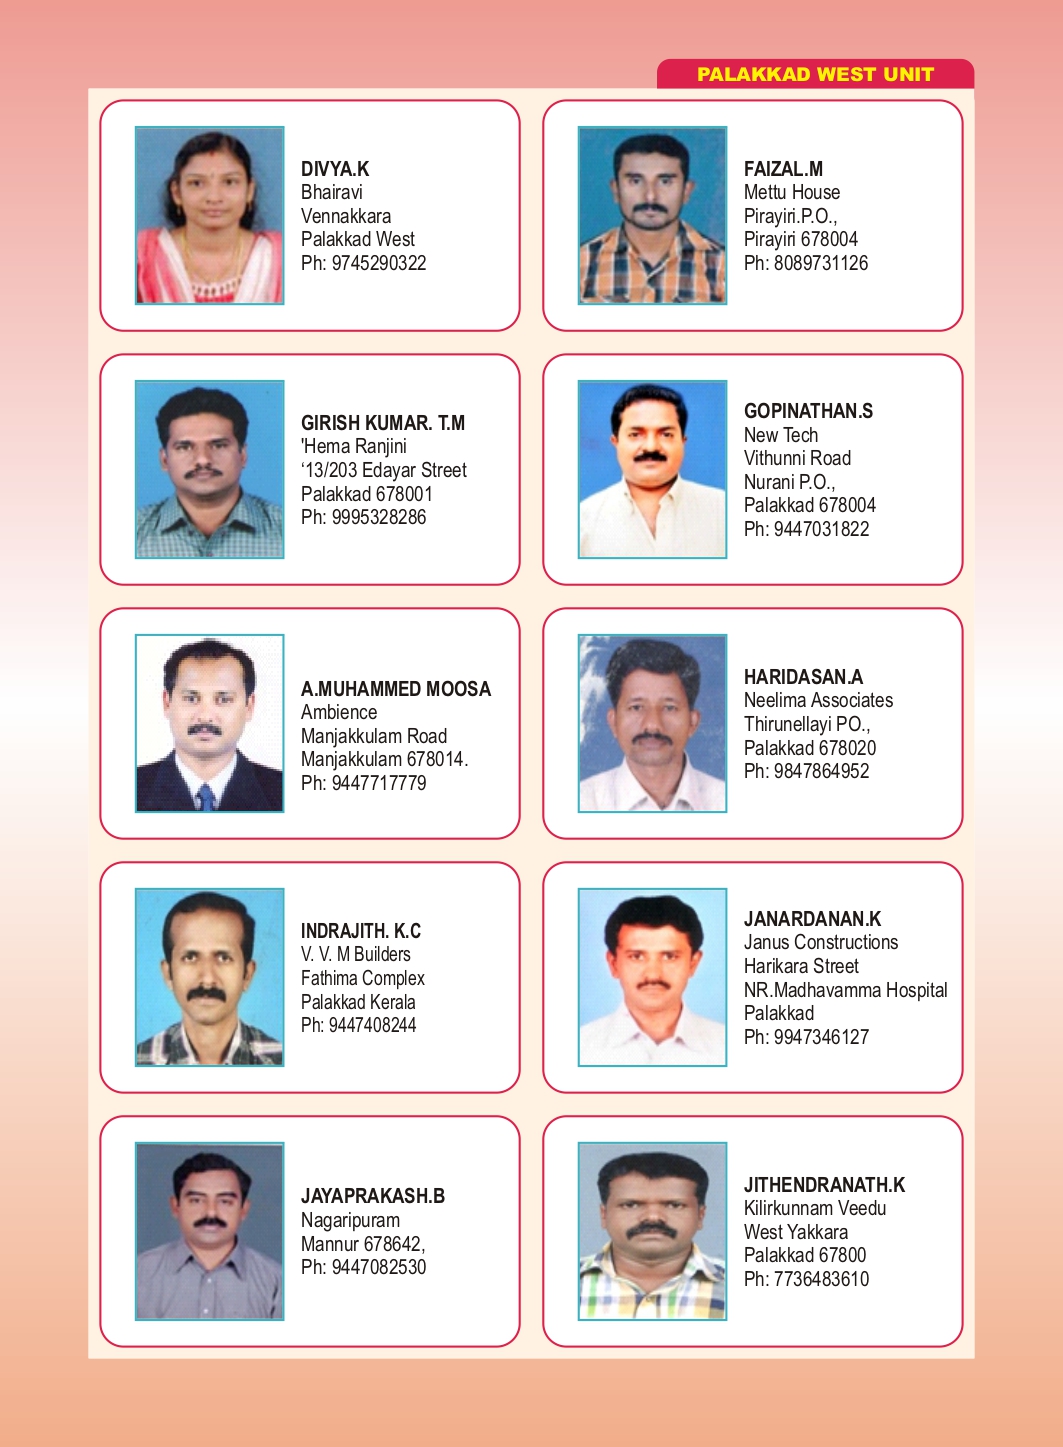 PALAKKAD WEST UNIT
DIVYA.K
Bhairavi
Vennakkara
Palakkad West
Ph: 9745290322
FAIZAL.M
Mettu House
Pirayiri.P.O.,
Pirayiri 678004
Ph: 8089731126
GIRISH KUMAR. T.M
'Hema Ranjini
‘13/203 Edayar Street
Palakkad 678001
Ph: 9995328286
GOPINATHAN.S
New Tech
Vithunni Road
Nurani P.O.,
Palakkad 678004
Ph: 9447031822
A.MUHAMMED MOOSA
Ambience
Manjakkulam Road
Manjakkulam 678014.
Ph: 9447717779
HARIDASAN.A
Neelima Associates
Thirunellayi PO.,
Palakkad 678020
Ph: 9847864952
INDRAJITH. K.C
V. V. M Builders
Fathima Complex
Palakkad Kerala
Ph: 9447408244
JANARDANAN.K
Janus Constructions
Harikara Street
NR.Madhavamma Hospital
Palakkad
Ph: 9947346127
JAYAPRAKASH.B
Nagaripuram
Mannur 678642,
Ph: 9447082530
JITHENDRANATH.K
Kilirkunnam Veedu
West Yakkara
Palakkad 67800
Ph: 7736483610